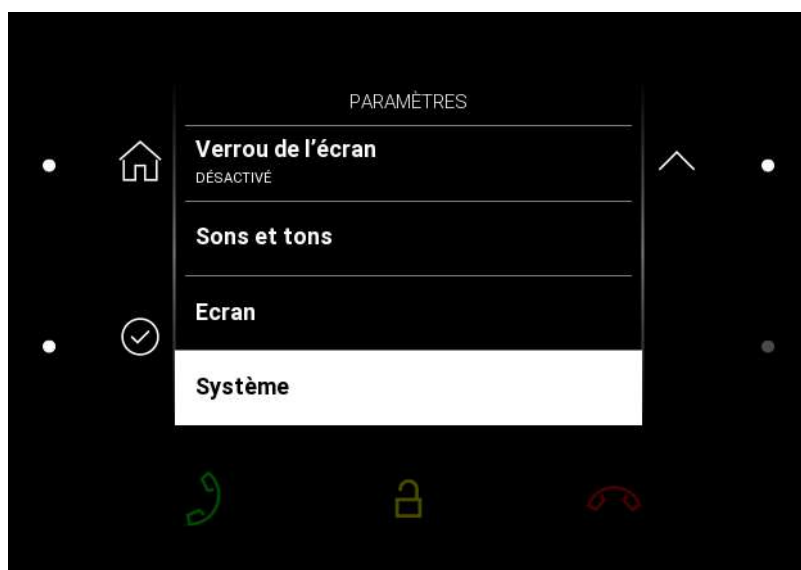 PARAMÈTRES
Verrou de l'écran
DÉSACTIVÉ
Sons et tons
Ecran
Système